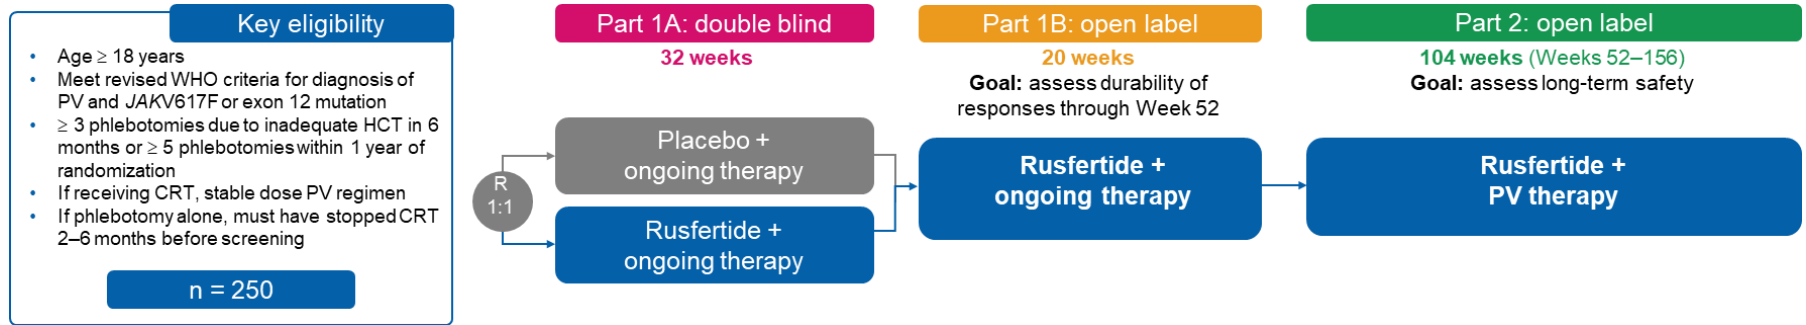 Key eligibility
• Age ≥ 18 years
• Meet revised WHO criteria for diagnosis of
PV and JAKV617F or exon 12 mutation
• ≥ 3 phlebotomies due to inadequate HCT in 6
months or ≥ 5 phlebotomies within 1 year of
randomization
• If receiving CRT, stable dose PV regimen
• If phlebotomy alone, must have stopped CRT
2–6 months before screening
n = 250
R
1:1
Part 1A: double blind
32 weeks
Placebo +
ongoing therapy
Rusfertide +
ongoing therapy
Part 1B: open label
20 weeks
Goal: assess durability of
responses through Week 52
Rusfertide +
ongoing therapy
Part 2: open label
104 weeks (Weeks 52–156)
Goal: assess long-term safety
Rusfertide +
PV therapy